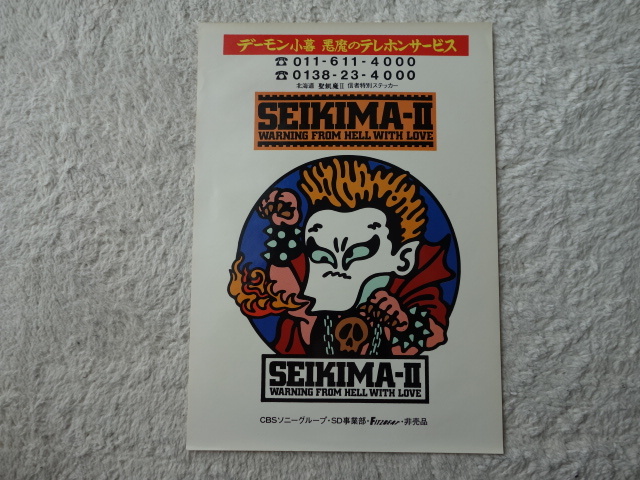 デーモン小暮 悪魔のテレホンサービス
☎011-611-4000
☎0138-23-4000
北海道 聖飢魔Ⅱ 信者特別ステッカー
SEIKIMA-II
WARNING FROM HELL WITH LOVE
SEIKIMA-II
WARNING FROM HELL WITH LOVE
CBSソニーグループ・SD事業部・FITZBEAT・非売品